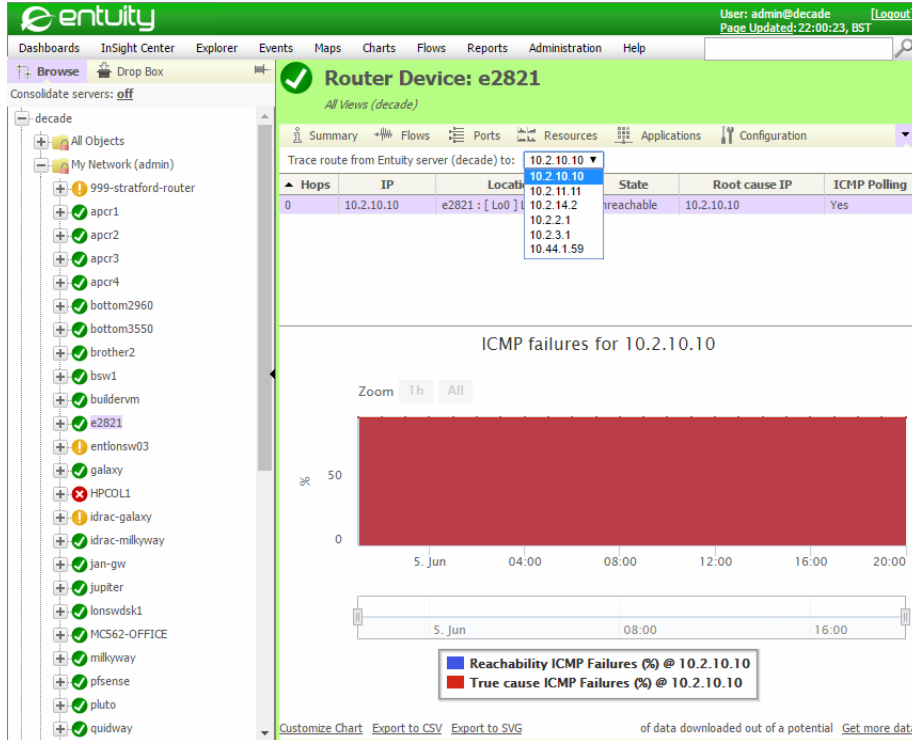 entuity
User: admin@decade [Logout]
Page Updated: 22:00:23, BST
Dashboards InSight Center Explorer Events Maps Charts Flows Reports Administration Help
Browse Drop Box
Consolidate servers: off
decade
All Objects
My Network (admin)
999-stratford-router
apcr1
apcr2
apcr3
apcr4
bottom2960
bottom3550
brother2
bsw1
buildervm
e2821
entlonsw03
galaxy
HPCOL1
idrac-galaxy
idrac-milkyway
jan-gw
jupiter
lonswdsk1
MC562-OFFICE
milkyway
pfsense
pluto
quidway
Router Device: e2821
All Views (decade)
Summary Flows Ports Resources Applications Configuration
Trace route from Entuity server (decade) to: 10.2.10.10
10.2.10.10
10.2.11.11
10.2.14.2
10.2.2.1
10.2.3.1
10.44.1.59
Hops IP Locati State Root cause IP ICMP Polling
0 10.2.10.10 e2821 : [ Lo0 ] L nreachable 10.2.10.10 Yes
ICMP failures for 10.2.10.10
Zoom 1h All
%
50
0
5. Jun 04:00 08:00 12:00 16:00 20:00
5. Jun 08:00 16:00
Reachability ICMP Failures (%) @ 10.2.10.10
True cause ICMP Failures (%) @ 10.2.10.10
Customize Chart Export to CSV Export to SVG of data downloaded out of a potential Get more data